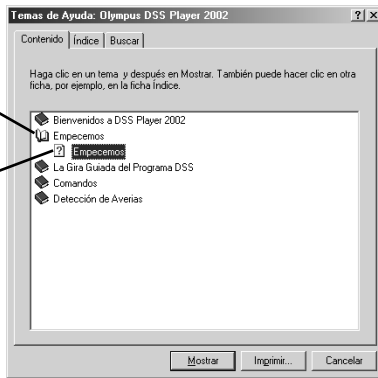 Temas de Ayuda: Olympus DSS Player 2002
Contenido Índice Buscar
Haga clic en un tema y después en Mostrar. También puede hacer clic en otra
ficha, por ejemplo, en la ficha Índice.
Bienvenidos a DSS Player 2002
Empecemos
? Empecemos
La Gira Guiada del Programa DSS
Comandos
Detección de Averias
Mostrar Imprimir... Cancelar